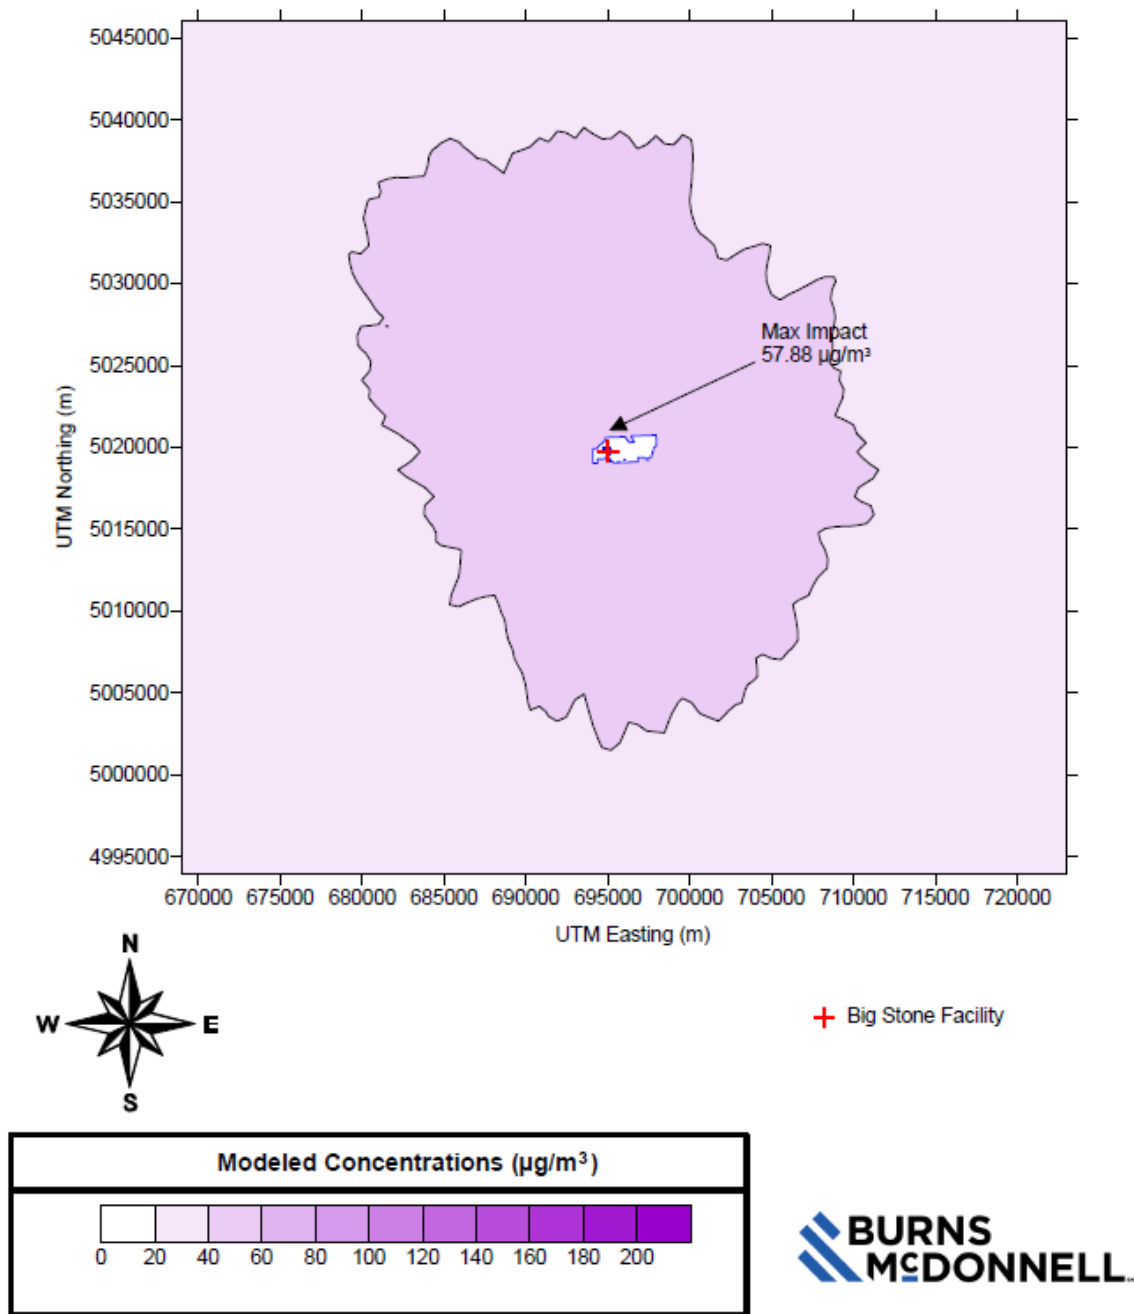 5045000
5040000
5035000
5030000
5025000
5020000
5015000
5010000
5005000
5000000
4995000
UTM Northing (m)
Max Impact
57.88 µg/m³
670000 675000 680000 685000 690000 695000 700000 705000 710000 715000 720000
UTM Easting (m)
N
W E
S
Big Stone Facility
Modeled Concentrations (µg/m³)
0 20 40 60 80 100 120 140 160 180 200
BURNS
McDONNELL